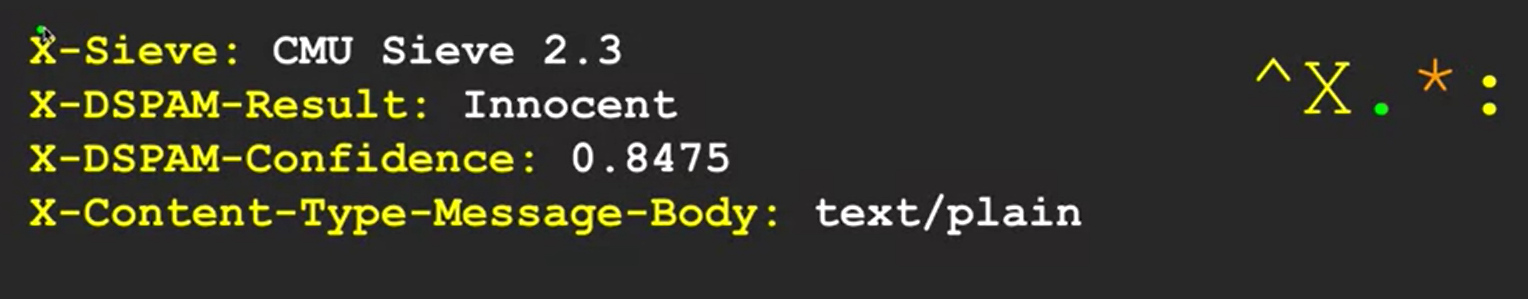 X-Sieve: CMU Sieve 2.3
X-DSPAM-Result: Innocent
X-DSPAM-Confidence: 0.8475
X-Content-Type-Message-Body: text/plain
^X.*: